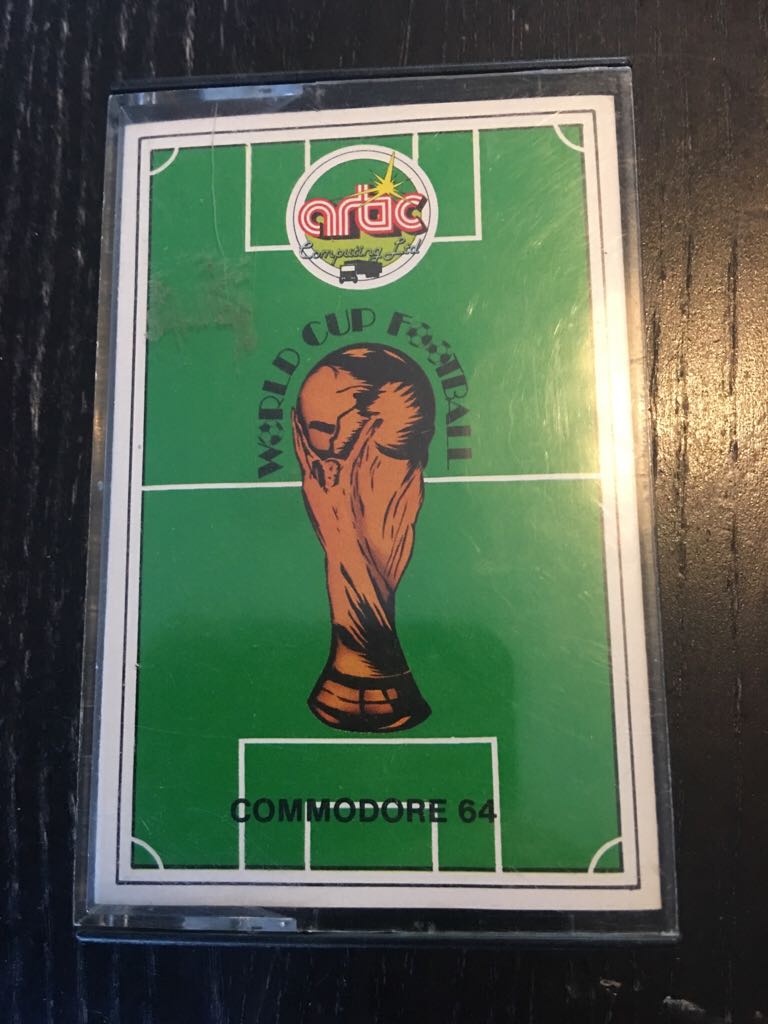 artic
Computing Ltd
WORLD CUP FOOTBALL
COMMODORE 64